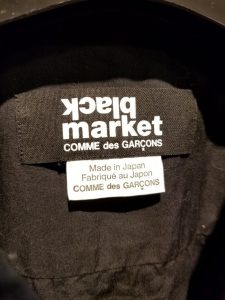 black
market
COMME des GARÇONS
Made in Japan
Fabriqué au Japon
COMME des GARÇONS